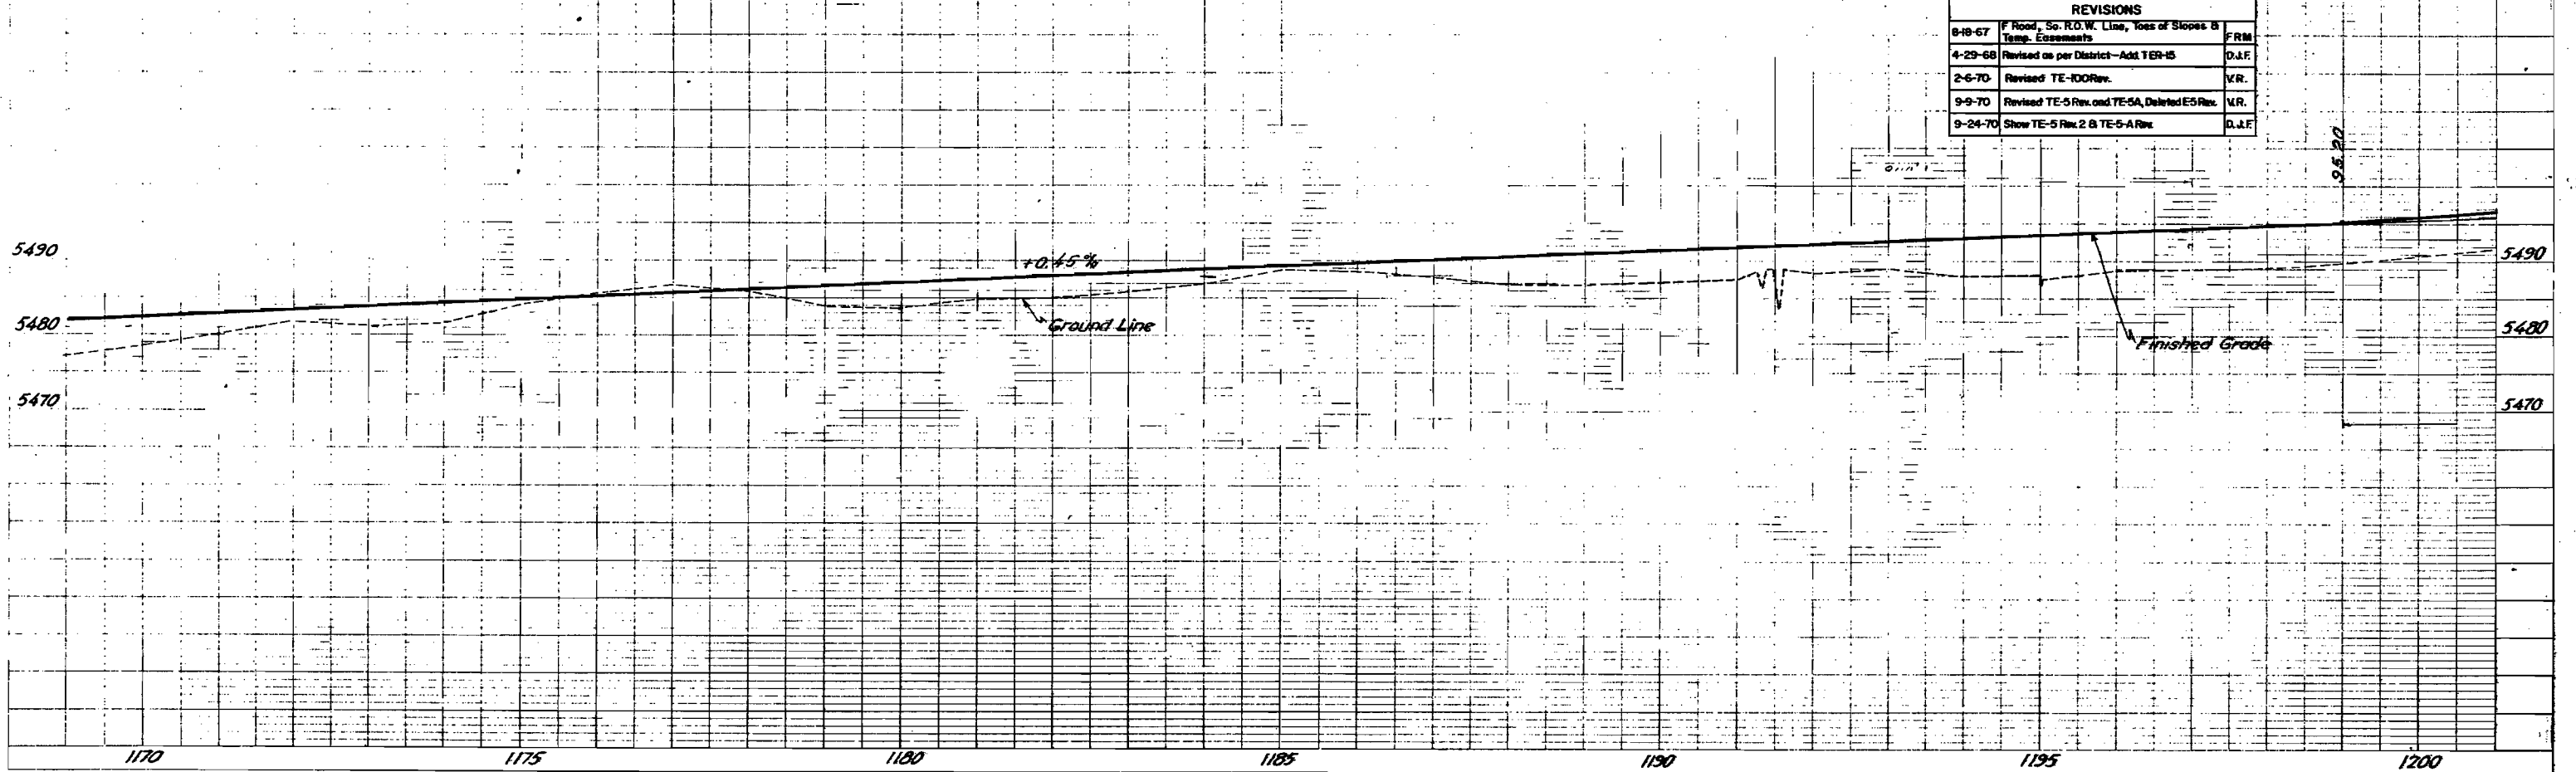 REVISIONS
8-18-67 F Road, So. R.O.W. Line, Toes of Slopes & Temp. Easements FRM
4-29-68 Revised as per District-Add. TER-15 D.J.F.
2-6-70 Revised TE-100 Rev. V.R.
9-9-70 Revised TE-5 Rev. and TE-5A, Deleted E5 Rev. V.R.
9-24-70 Show TE-5 Rev. 2 & TE-5-A Rev. D.J.F.
95.20
5490
+0.45%
5490
5480
Ground Line
5480
Finished Grade
5470
5470
1170 1175 1180 1185 1190 1195 1200